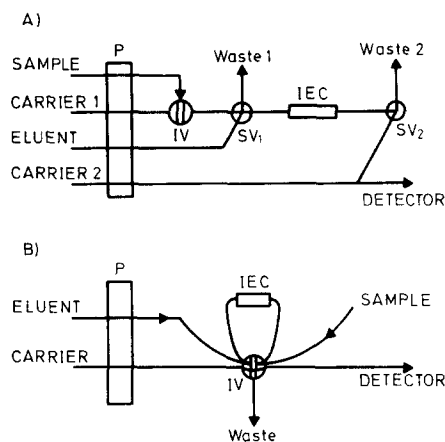 A)
P
Waste 1
Waste 2
SAMPLE
CARRIER 1
IEC
ELUENT
IV
SV1
SV2
CARRIER 2
DETECTOR
B)
P
IEC
ELUENT
SAMPLE
CARRIER
IV
DETECTOR
Waste